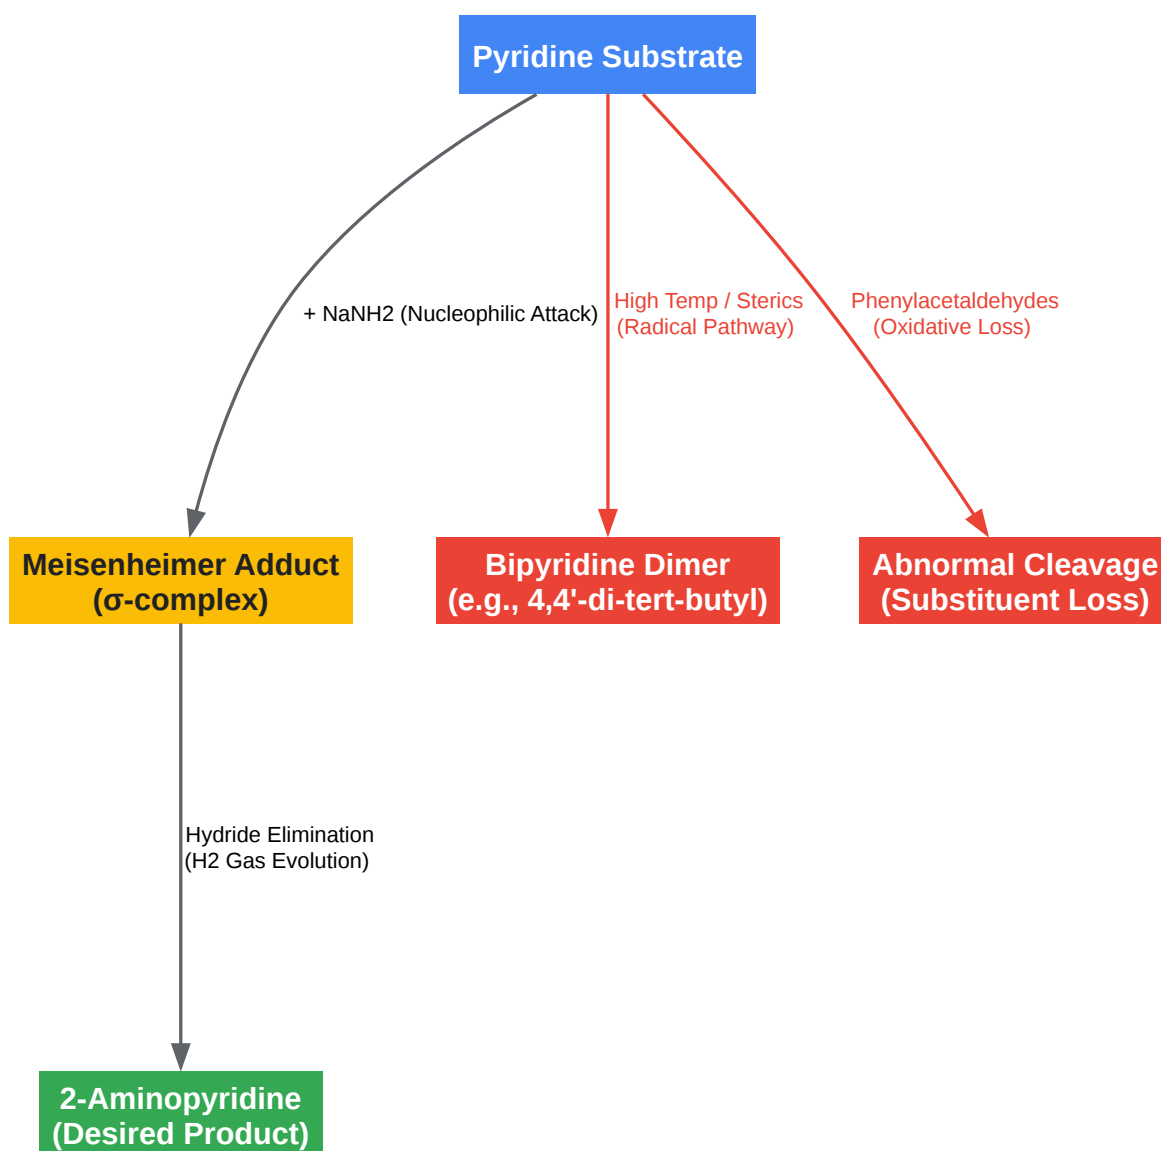 Pyridine Substrate
+ NaNH2 (Nucleophilic Attack)
High Temp / Sterics
(Radical Pathway)
Phenylacetaldehydes
(Oxidative Loss)
Meisenheimer Adduct
(σ-complex)
Bipyridine Dimer
(e.g., 4,4'-di-tert-butyl)
Abnormal Cleavage
(Substituent Loss)
Hydride Elimination
(H2 Gas Evolution)
2-Aminopyridine
(Desired Product)